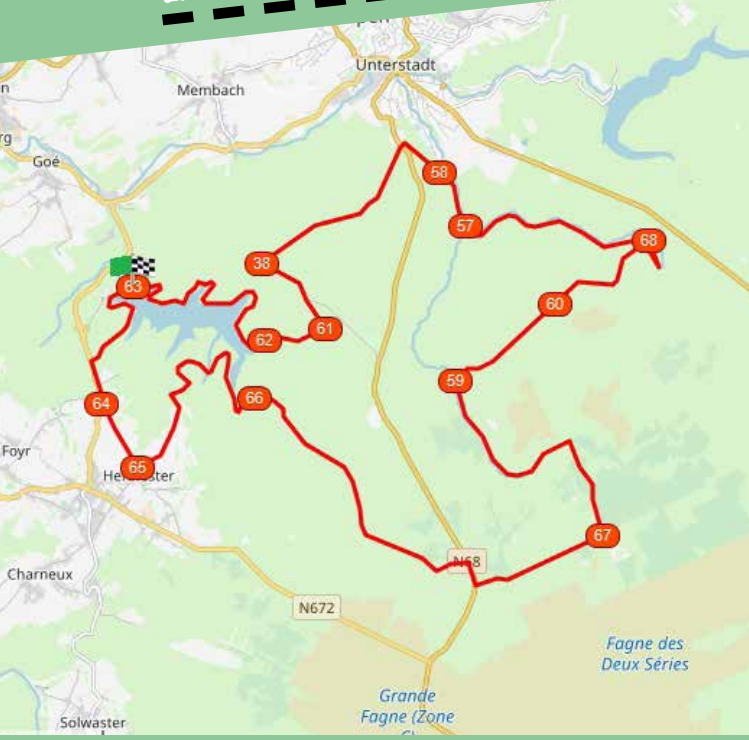 Unterstadt
Membach
Goé
58
57
68
38
63
60
61
62
59
66
64
Foyr
65
67
N68
Charneux
N672
Fagne des
Deux Séries
Grande
Fagne (Zone
Solwaster